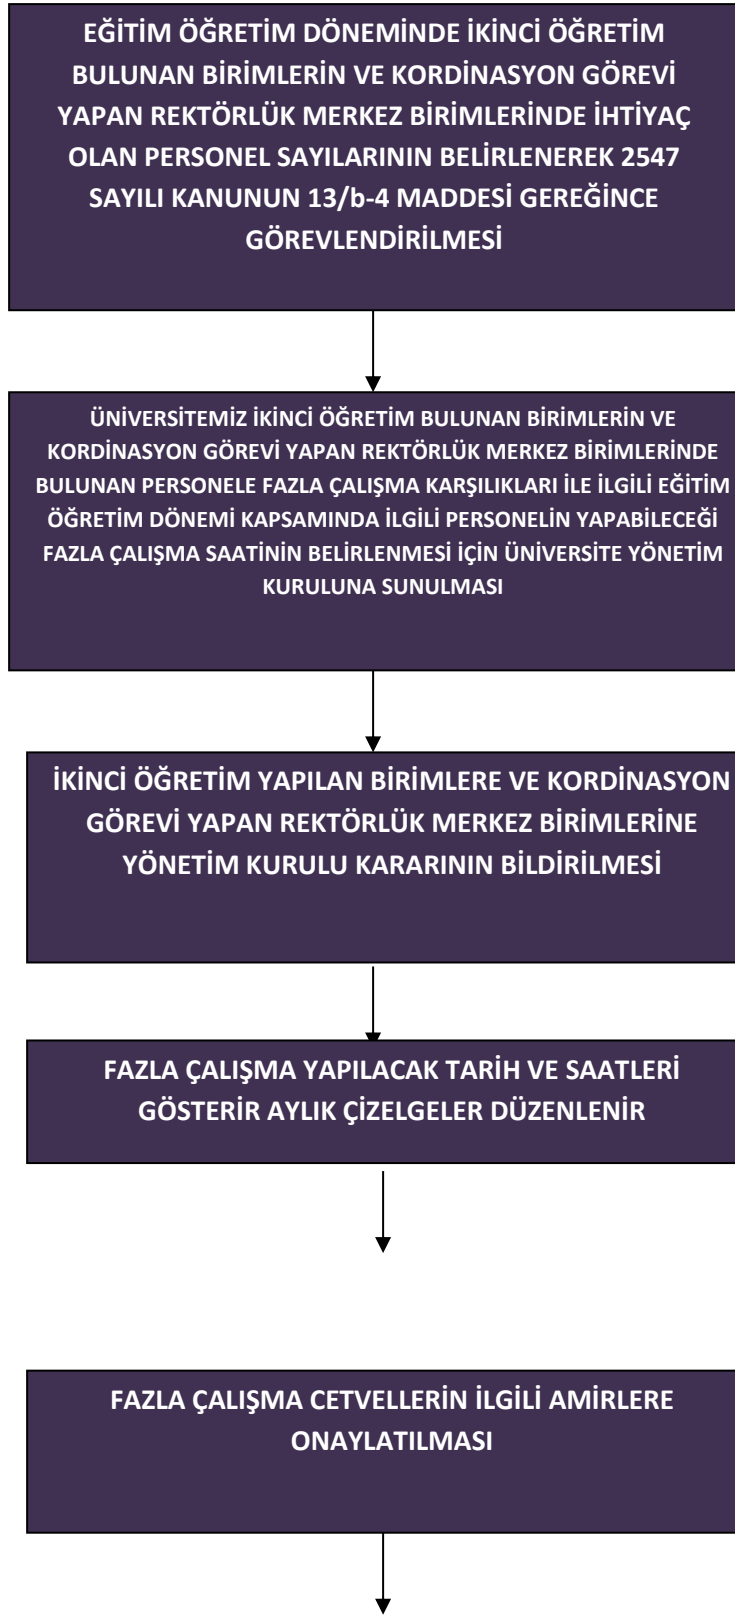 EĞİTİM ÖĞRETİM DÖNEMİNDE İKİNCİ ÖĞRETİM
BULUNAN BİRİMLERİN VE KORDİNASYON GÖREVİ
YAPAN REKTÖRLÜK MERKEZ BİRİMLERİNDE İHTİYAÇ
OLAN PERSONEL SAYILARININ BELİRLENEREK 2547
SAYILI KANUNUN 13/b-4 MADDESİ GEREĞİNCE
GÖREVLENDİRİLMESİ
ÜNİVERSİTEMİZ İKİNCİ ÖĞRETİM BULUNAN BİRİMLERİN VE
KORDİNASYON GÖREVİ YAPAN REKTÖRLÜK MERKEZ BİRİMLERİNDE
BULUNAN PERSONELE FAZLA ÇALIŞMA KARŞILIKLARI İLE İLGİLİ EĞİTİM
ÖĞRETİM DÖNEMİ KAPSAMINDA İLGİLİ PERSONELİN YAPABİLECEĞİ
FAZLA ÇALIŞMA SAATİNİN BELİRLENMESİ İÇİN ÜNİVERSİTE YÖNETİM
KURULUNA SUNULMASI
İKİNCİ ÖĞRETİM YAPILAN BİRİMLERE VE KORDİNASYON
GÖREVİ YAPAN REKTÖRLÜK MERKEZ BİRİMLERİNE
YÖNETİM KURULU KARARININ BİLDİRİLMESİ
FAZLA ÇALIŞMA YAPILACAK TARİH VE SAATLERİ
GÖSTERİR AYLIK ÇİZELGELER DÜZENLENİR
FAZLA ÇALIŞMA CETVELLERİN İLGİLİ AMİRLERE
ONAYLATILMASI